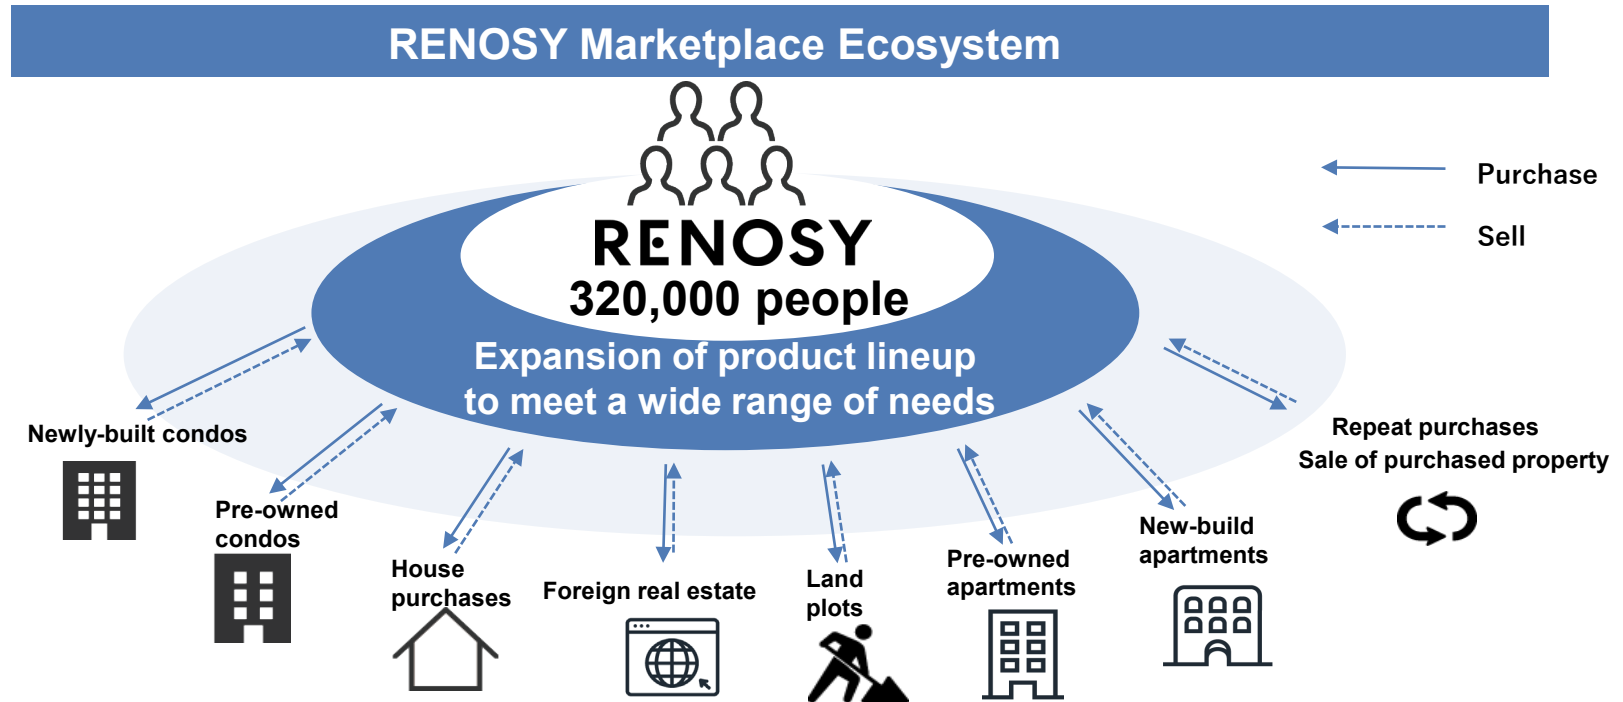 RENOSY Marketplace Ecosystem
Purchase
Sell
RENOSY
320,000 people
Expansion of product lineup
to meet a wide range of needs
Newly-built condos
Pre-owned
condos
House
purchases
Foreign real estate
Land
plots
Pre-owned
apartments
New-build
apartments
Repeat purchases
Sale of purchased property